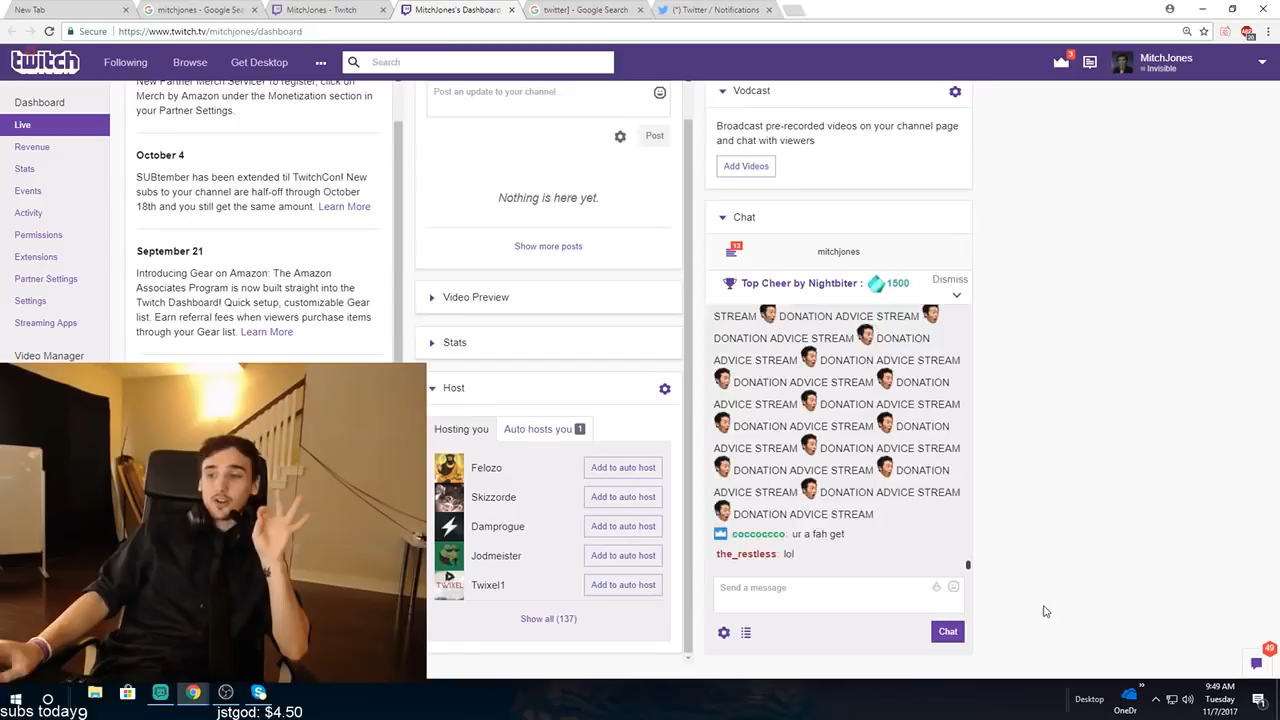 New Tab
mitchjones - Google Sea
MitchJones - Twitch
MitchJones's Dashboard
twitter] - Google Search
(*) Twitter / Notifications
Secure
https://www.twitch.tv/mitchjones/dashboard
twitch
Following
Browse
Get Desktop
Search
3
MitchJones
Invisible
Dashboard
Live
Revenue
Stats
Events
Activity
Permissions
Extensions
Partner Settings
Settings
Streaming Apps
Video Manager
New Partner Merch Servicer To register, click on
Merch by Amazon under the Monetization section in
your Partner Settings.
October 4
SUBtember has been extended til TwitchCon! New
subs to your channel are half-off through October
18th and you still get the same amount. Learn More
September 21
Introducing Gear on Amazon: The Amazon
Associates Program is now built straight into the
Twitch Dashboard! Quick setup, customizable Gear
list. Earn referral fees when viewers purchase items
through your Gear list. Learn More
Post an update to your channel...
Post
Nothing is here yet.
Show more posts
Video Preview
Stats
Host
Hosting you
Auto hosts you 1
Felozo
Add to auto host
Skizzorde
Add to auto host
Damprogue
Add to auto host
Jodmeister
Add to auto host
Twixel1
Add to auto host
Show all (137)
Vodcast
Broadcast pre-recorded videos on your channel page
and chat with viewers
Add Videos
Chat
13
mitchjones
Top Cheer by Nightbiter : 1500
Dismiss
STREAM DONATION ADVICE STREAM
DONATION ADVICE STREAM DONATION
ADVICE STREAM DONATION ADVICE STREAM
DONATION ADVICE STREAM DONATION
ADVICE STREAM DONATION ADVICE STREAM
DONATION ADVICE STREAM DONATION
ADVICE STREAM DONATION ADVICE STREAM
DONATION ADVICE STREAM DONATION
ADVICE STREAM DONATION ADVICE STREAM
DONATION ADVICE STREAM
coccoccco: ur a fah get
the_restless: lol
Send a message
Chat
49
subs today9
jstgod: $4.50
Desktop
OneDr
9:49 AM
Tuesday
11/7/2017